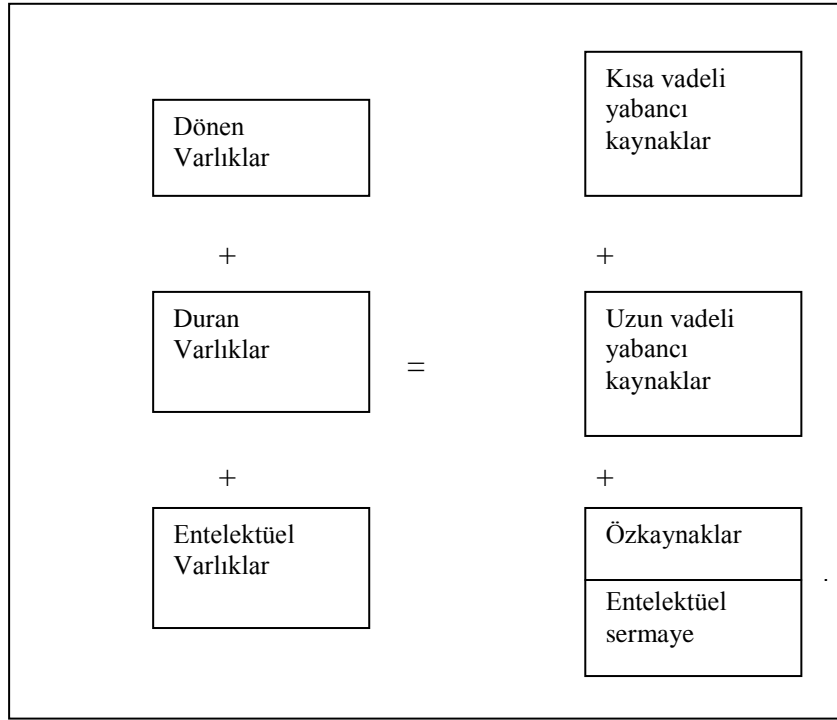 Dönen
Varlıklar
+
Duran
Varlıklar
+
Entelektüel
Varlıklar
=
Kısa vadeli
yabancı
kaynaklar
+
Uzun vadeli
yabancı
kaynaklar
+
Özkaynaklar
Entelektüel
sermaye
.